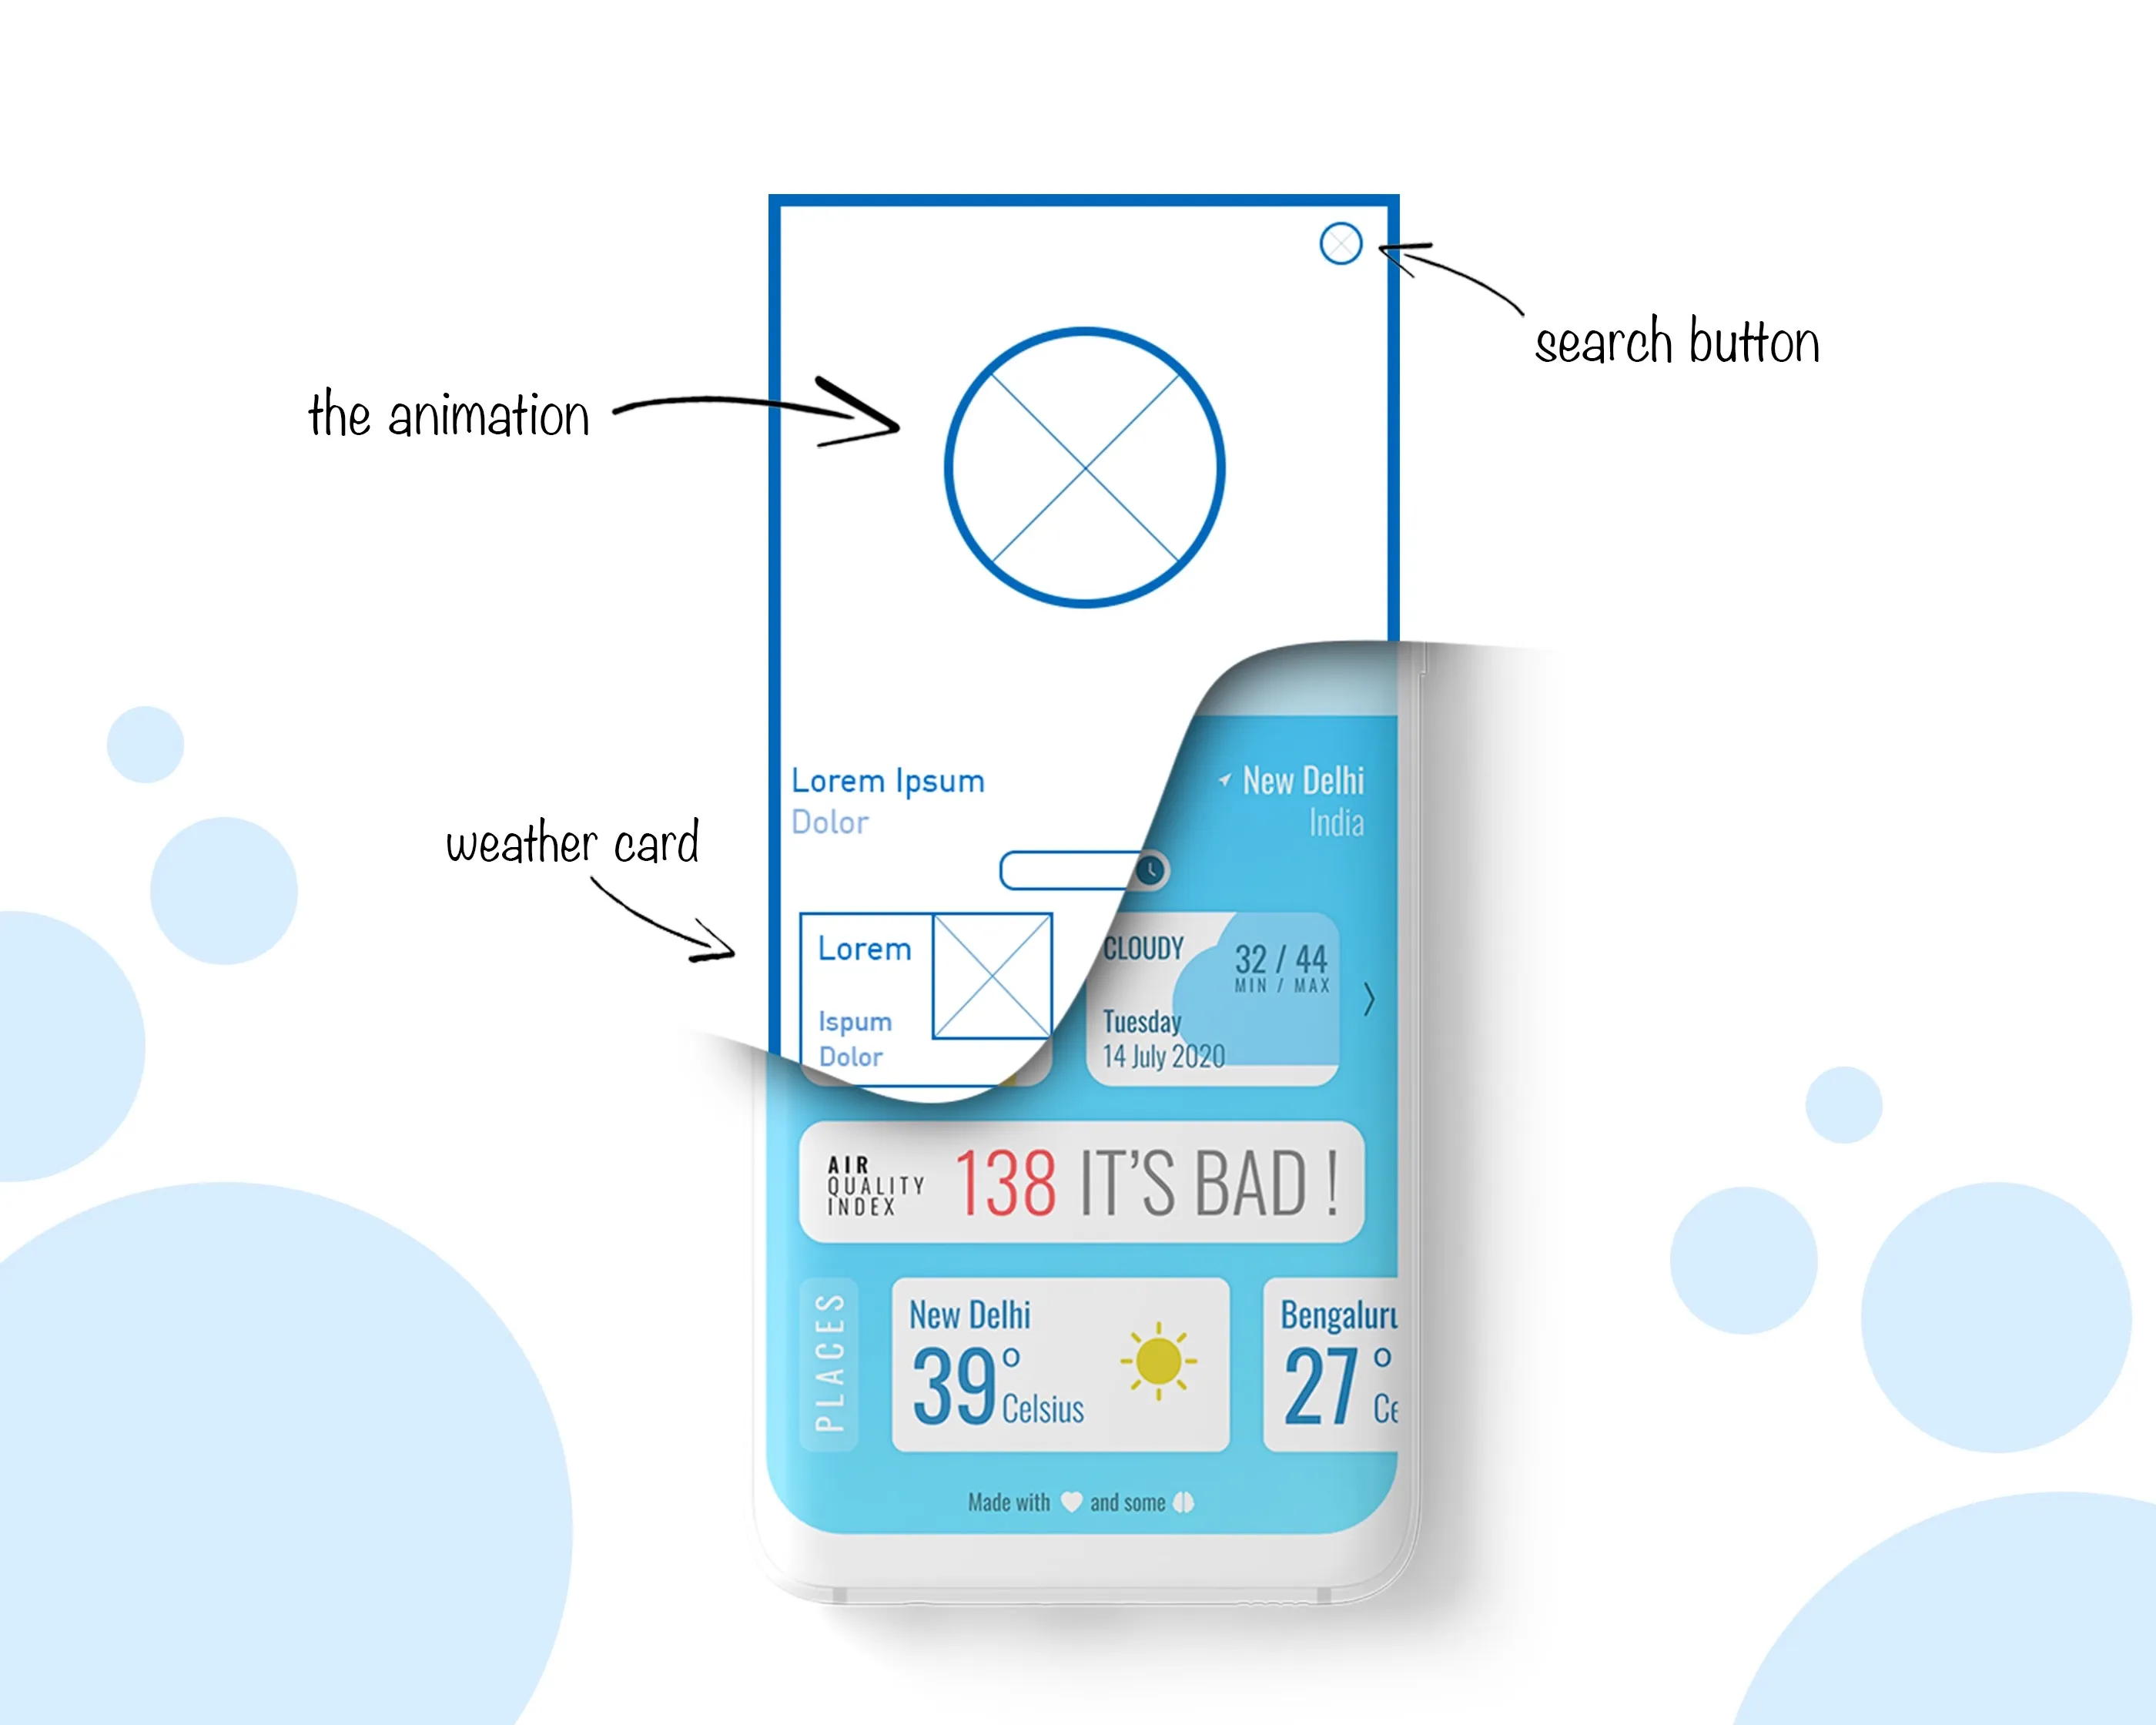 search button
the animation
Lorem Ipsum
Dolor
New Delhi
India
weather card
Lorem
Ispum
Dolor
CLOUDY
32 / 44
MIN / MAX
Tuesday
14 July 2020
AIR
QUALITY
INDEX
138 IT'S BAD !
PLACES
New Delhi
39°
Celsius
Bengaluru
27°
Made with and some